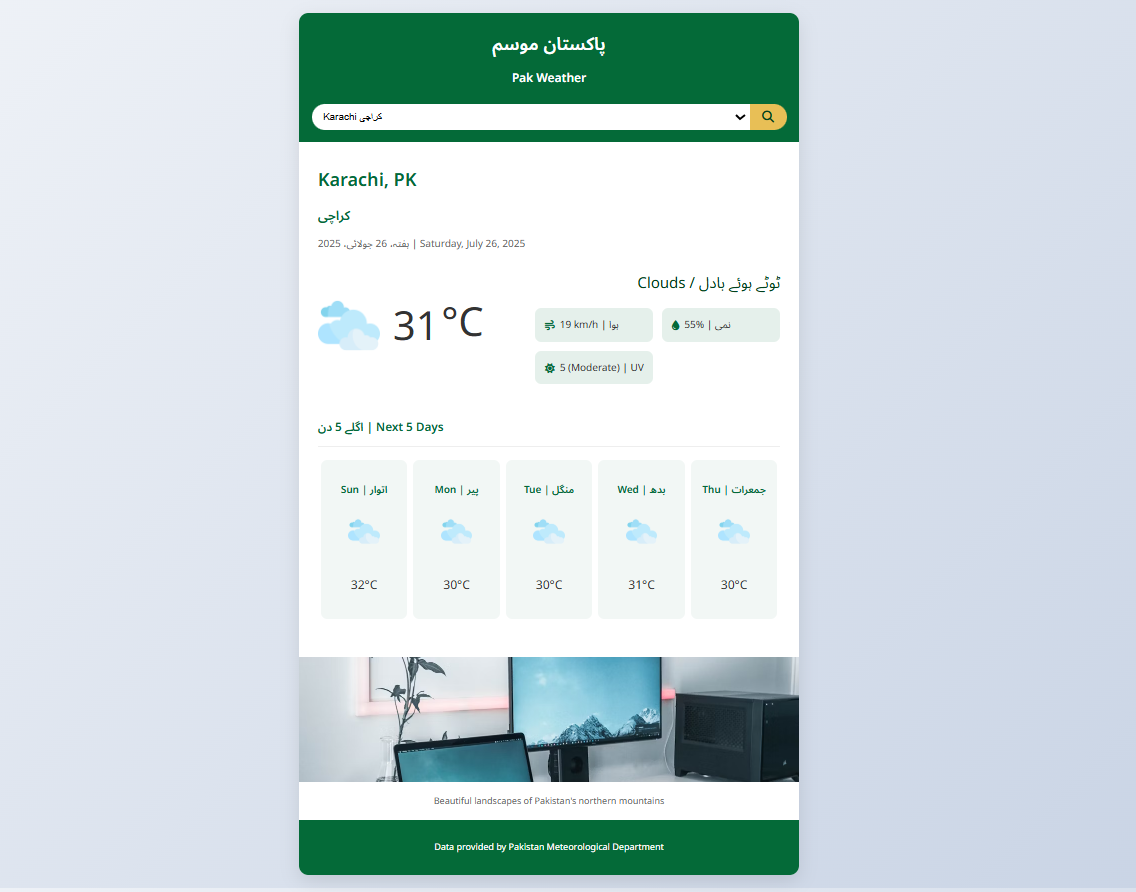 پاکستان موسم
Pak Weather
Karachi کراچی
Karachi, PK
کراچی
ہفتہ، 26 جولائی، 2025 | Saturday, July 26, 2025
ٹوٹے ہوئے بادل / Clouds
31°C
19 km/h | ہوا
55% | نمی
5 (Moderate) | UV
اگلے 5 دن | Next 5 Days
Sun | اتوار
Mon | پیر
Tue | منگل
Wed | بدھ
Thu | جمعرات
32°C
30°C
30°C
31°C
30°C
Beautiful landscapes of Pakistan's northern mountains
Data provided by Pakistan Meteorological Department